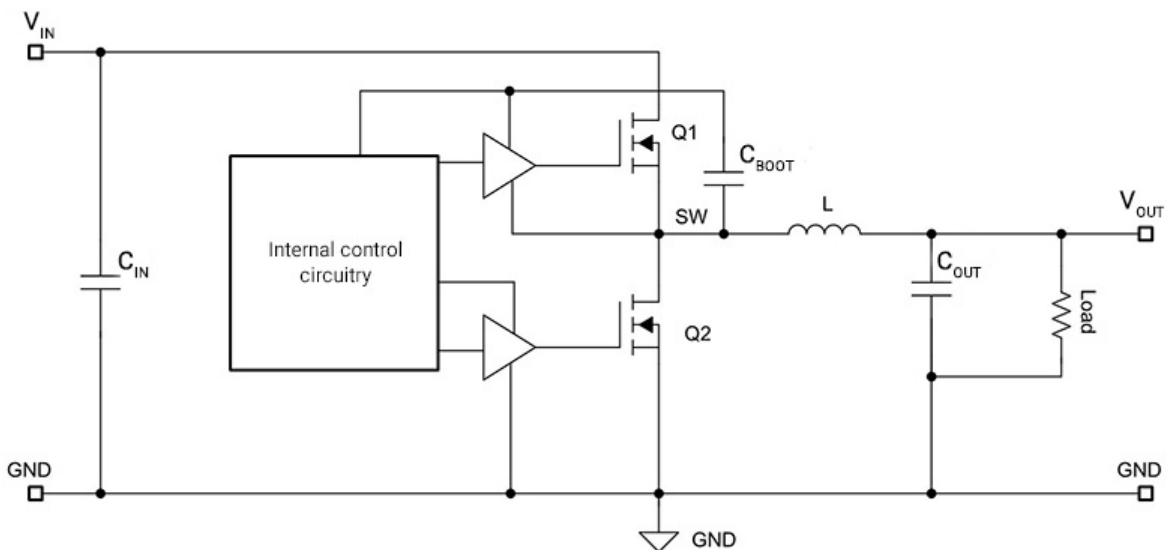 VIN
Q1
CBOOT
SW
L
VOUT
Internal control
circuitry
CIN
COUT
Load
Q2
GND
GND
GND